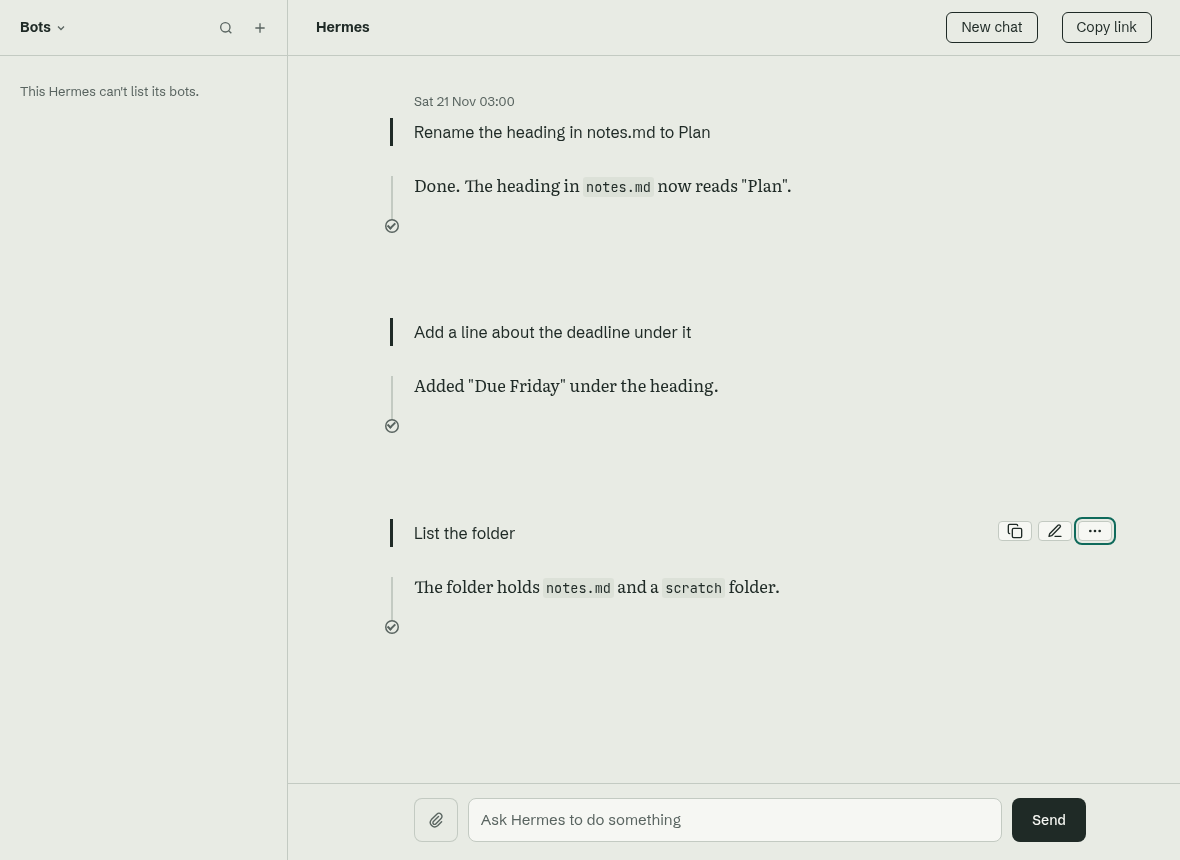 Bots
Hermes
New chat
Copy link
This Hermes can't list its bots.
Sat 21 Nov 03:00
Rename the heading in notes.md to Plan
Done. The heading in notes.md now reads "Plan".
Add a line about the deadline under it
Added "Due Friday" under the heading.
List the folder
The folder holds notes.md and a scratch folder.
Ask Hermes to do something
Send